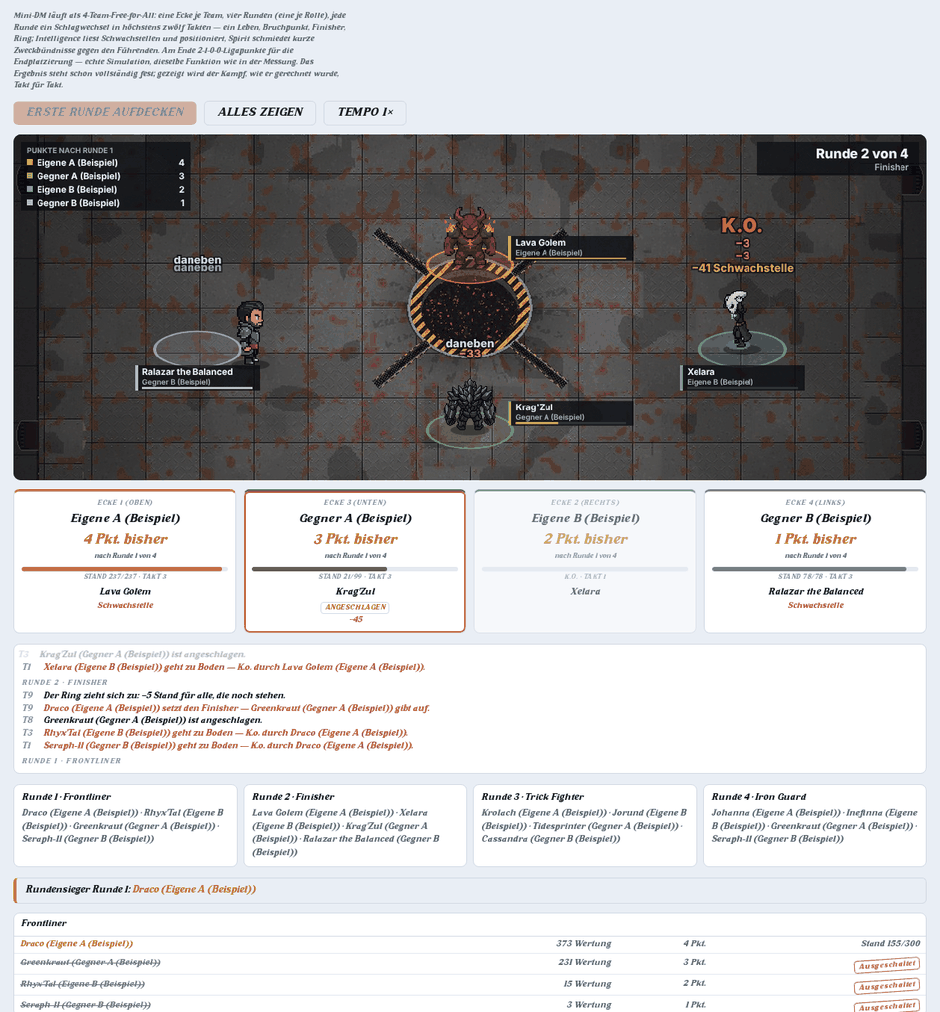 Mini-DM läuft als 4-Team-Free-for-All: eine Ecke je Team, vier Runden (eine je Rolle), jede
Runde ein Schlagwechsel in höchstens zwölf Takten — ein Leben, Bruchpunkt, Finisher,
Ring; Intelligence liest Schwachstellen und positioniert, Spirit schmiedet kurze
Zweckbündnisse gegen den Führenden. Am Ende 2-1-0-0-Ligapunkte für die
Endplatzierung — echte Simulation, dieselbe Funktion wie in der Messung. Das
Ergebnis steht schon vollständig fest; gezeigt wird der Kampf, wie er gerechnet wurde,
Takt für Takt.
ERSTE RUNDE AUFDECKEN
ALLES ZEIGEN
TEMPO 1×
PUNKTE NACH RUNDE 1
Eigene A (Beispiel) 4
Gegner A (Beispiel) 3
Eigene B (Beispiel) 2
Gegner B (Beispiel) 1
Runde 2 von 4
Finisher
K.O.
−3
−3
−41 Schwachstelle
Lava Golem
Eigene A (Beispiel)
daneben
daneben
daneben
−33
Ralazar the Balanced
Gegner B (Beispiel)
Xelara
Eigene B (Beispiel)
Krag'Zul
Gegner A (Beispiel)
ECKE 1 (OBEN)
Eigene A (Beispiel)
4 Pkt. bisher
nach Runde 1 von 4
STAND 237/237 · TAKT 3
Lava Golem
Schwachstelle
ECKE 3 (UNTEN)
Gegner A (Beispiel)
3 Pkt. bisher
nach Runde 1 von 4
STAND 21/99 · TAKT 3
Krag'Zul
ANGESCHLAGEN
−45
ECKE 2 (RECHTS)
Eigene B (Beispiel)
2 Pkt. bisher
nach Runde 1 von 4
K.O. · TAKT 1
Xelara
ECKE 4 (LINKS)
Gegner B (Beispiel)
1 Pkt. bisher
nach Runde 1 von 4
STAND 78/78 · TAKT 3
Ralazar the Balanced
Schwachstelle
T3 Krag'Zul (Gegner A (Beispiel)) ist angeschlagen.
T1 Xelara (Eigene B (Beispiel)) geht zu Boden — K.o. durch Lava Golem (Eigene A (Beispiel)).
RUNDE 2 · FINISHER
T9 Der Ring zieht sich zu: −5 Stand für alle, die noch stehen.
T9 Draco (Eigene A (Beispiel)) setzt den Finisher — Greenkraut (Gegner A (Beispiel)) gibt auf.
T8 Greenkraut (Gegner A (Beispiel)) ist angeschlagen.
T3 Rhyx'Tal (Eigene B (Beispiel)) geht zu Boden — K.o. durch Draco (Eigene A (Beispiel)).
T1 Seraph-11 (Gegner B (Beispiel)) geht zu Boden — K.o. durch Draco (Eigene A (Beispiel)).
RUNDE 1 · FRONTLINER
Runde 1 · Frontliner
Draco (Eigene A (Beispiel)) · Rhyx'Tal (Eigene B
(Beispiel)) · Greenkraut (Gegner A (Beispiel)) ·
Seraph-11 (Gegner B (Beispiel))
Runde 2 · Finisher
Lava Golem (Eigene A (Beispiel)) · Xelara
(Eigene B (Beispiel)) · Krag'Zul (Gegner A
(Beispiel)) · Ralazar the Balanced (Gegner B
(Beispiel))
Runde 3 · Trick Fighter
Krolach (Eigene A (Beispiel)) · Jorund (Eigene B
(Beispiel)) · Tidesprinter (Gegner A (Beispiel)) ·
Cassandra (Gegner B (Beispiel))
Runde 4 · Iron Guard
Johanna (Eigene A (Beispiel)) · Inefinna (Eigene
B (Beispiel)) · Greenkraut (Gegner A (Beispiel)) ·
Seraph-11 (Gegner B (Beispiel))
Rundensieger Runde 1: Draco (Eigene A (Beispiel))
Frontliner
Draco (Eigene A (Beispiel)) 373 Wertung 4 Pkt. Stand 155/300
Greenkraut (Gegner A (Beispiel)) 231 Wertung 3 Pkt. Ausgeschaltet
Rhyx'Tal (Eigene B (Beispiel)) 15 Wertung 2 Pkt. Ausgeschaltet
Seraph-11 (Gegner B (Beispiel)) 3 Wertung 1 Pkt. Ausgeschaltet